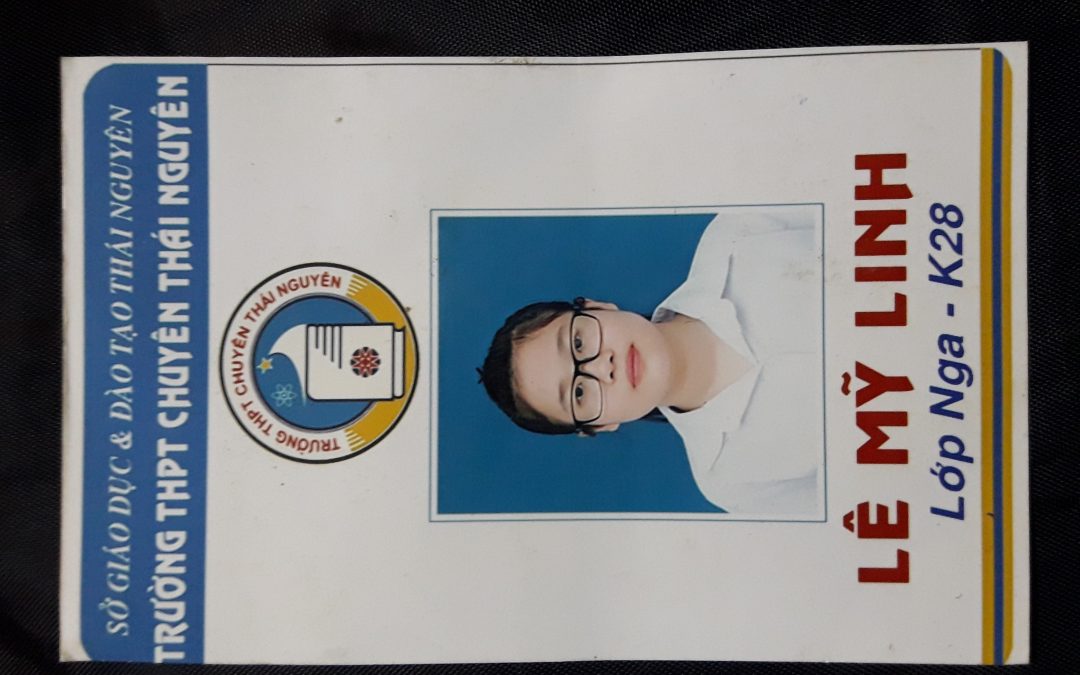 SỞ GIÁO DỤC & ĐÀO TẠO THÁI NGUYÊN
TRƯỜNG THPT CHUYÊN THÁI NGUYÊN
TRƯỜNG THPT CHUYÊN THÁI NGUYÊN
LÊ MỸ LINH
Lớp Nga - K28